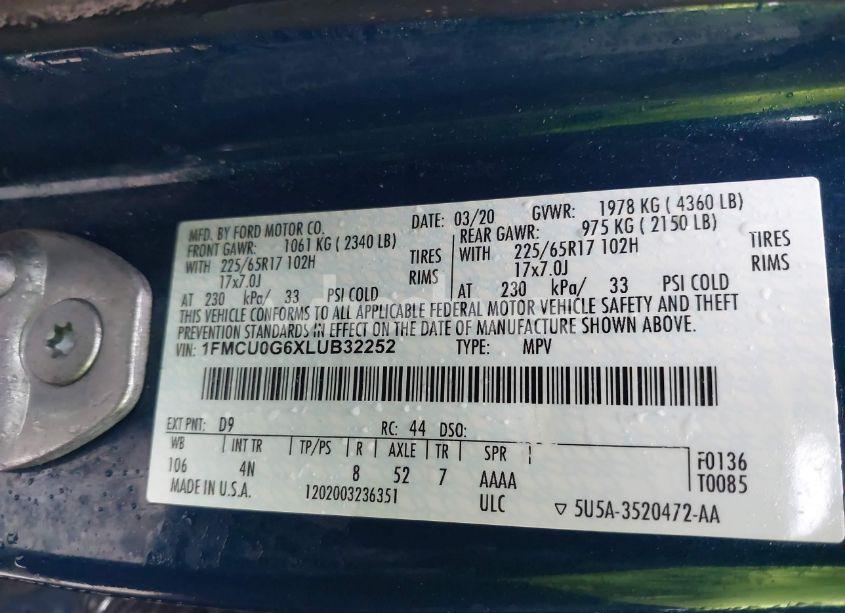 MFD. BY FORD MOTOR CO. DATE: 03/20 GVWR: 1978 KG ( 4360 LB)
FRONT GAWR: 1061 KG ( 2340 LB) REAR GAWR: 975 KG ( 2150 LB)
WITH 225/65R17 102H TIRES WITH 225/65R17 102H TIRES
17x7.0J RIMS 17x7.0J RIMS
AT 230 kPa/ 33 PSI COLD AT 230 kPa/ 33 PSI COLD
THIS VEHICLE CONFORMS TO ALL APPLICABLE FEDERAL MOTOR VEHICLE SAFETY AND THEFT
PREVENTION STANDARDS IN EFFECT ON THE DATE OF MANUFACTURE SHOWN ABOVE.
VIN: 1FMCU0G6XLUB32252 TYPE: MPV
EXT PNT: D9 RC: 44 DSO:
WB INT TR TP/PS R AXLE TR SPR
106 4N 8 52 7 AAAA
F0136
T0085
MADE IN U.S.A. 1202003236351 ULC ▽ 5U5A-3520472-AA